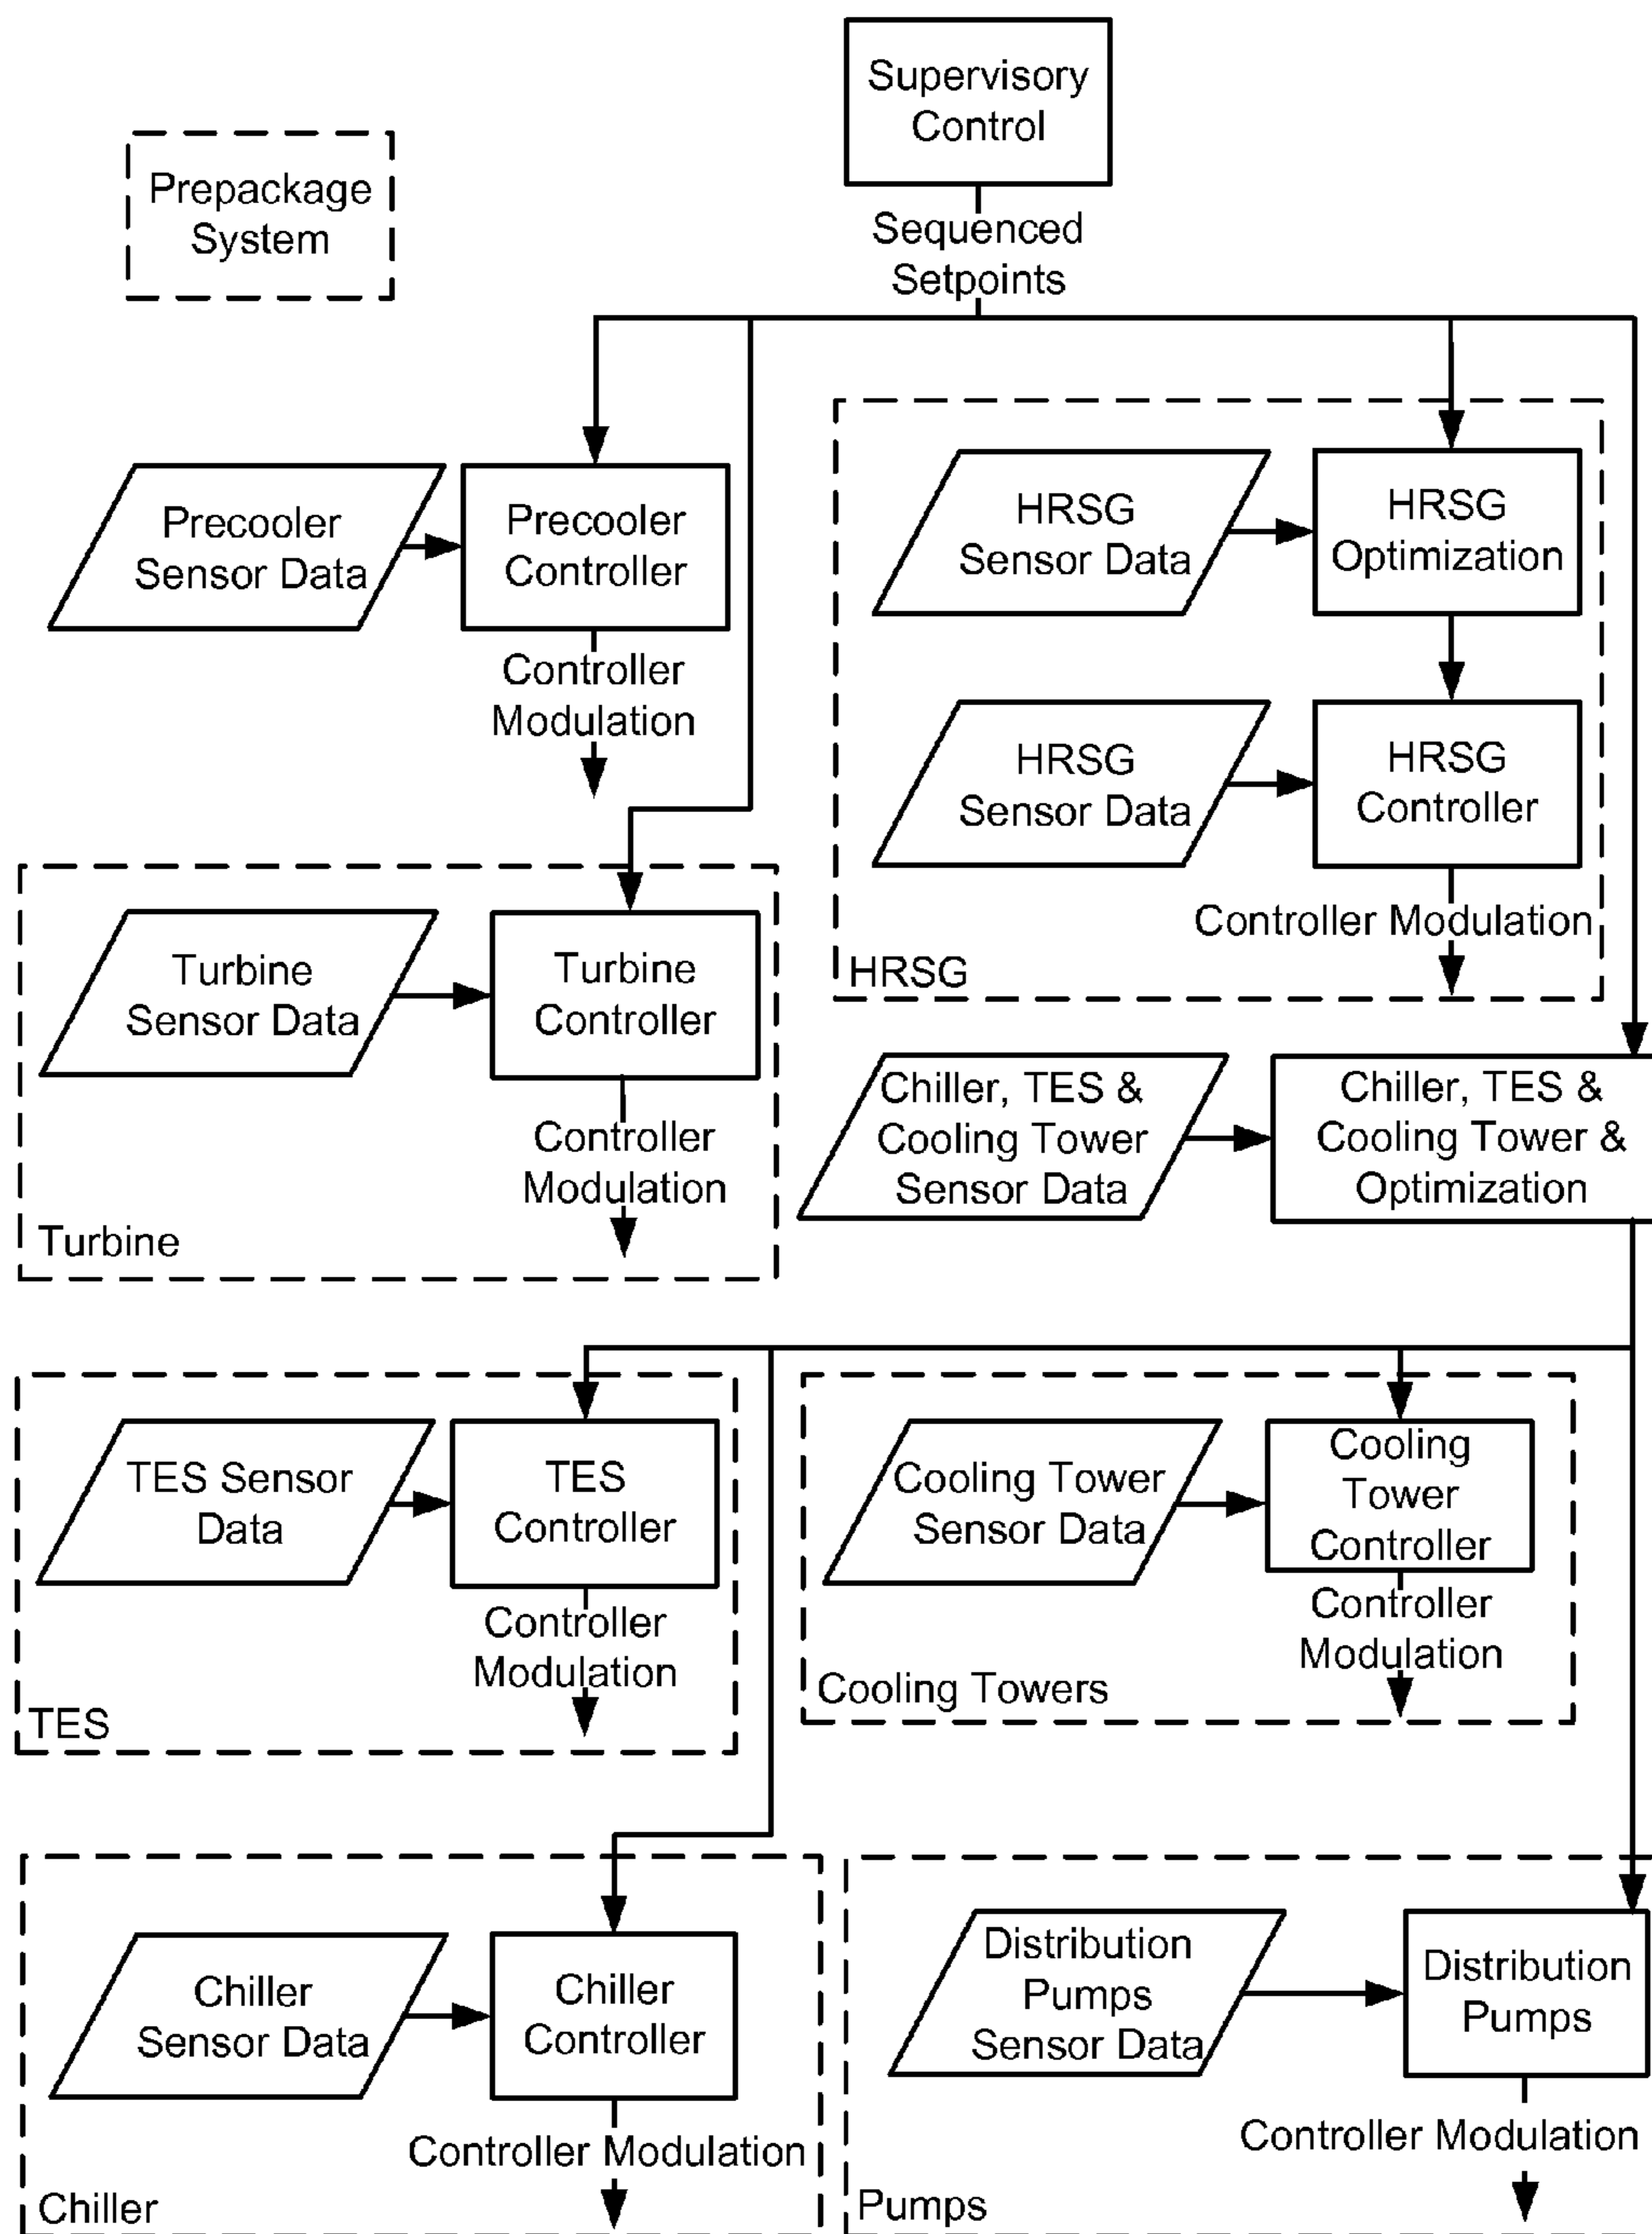 Supervisory
Control
Prepackage
System
Sequenced
Setpoints
Precooler
Sensor Data
Precooler
Controller
Controller
Modulation
HRSG
Sensor Data
HRSG
Optimization
HRSG
Sensor Data
HRSG
Controller
Controller Modulation
HRSG
Turbine
Sensor Data
Turbine
Controller
Controller
Modulation
Turbine
Chiller, TES &
Cooling Tower
Sensor Data
Chiller, TES &
Cooling Tower &
Optimization
TES Sensor
Data
TES
Controller
Controller
Modulation
TES
Cooling Tower
Sensor Data
Cooling
Tower
Controller
Controller
Modulation
Cooling Towers
Chiller
Sensor Data
Chiller
Controller
Controller Modulation
Chiller
Distribution
Pumps
Sensor Data
Distribution
Pumps
Controller Modulation
Pumps